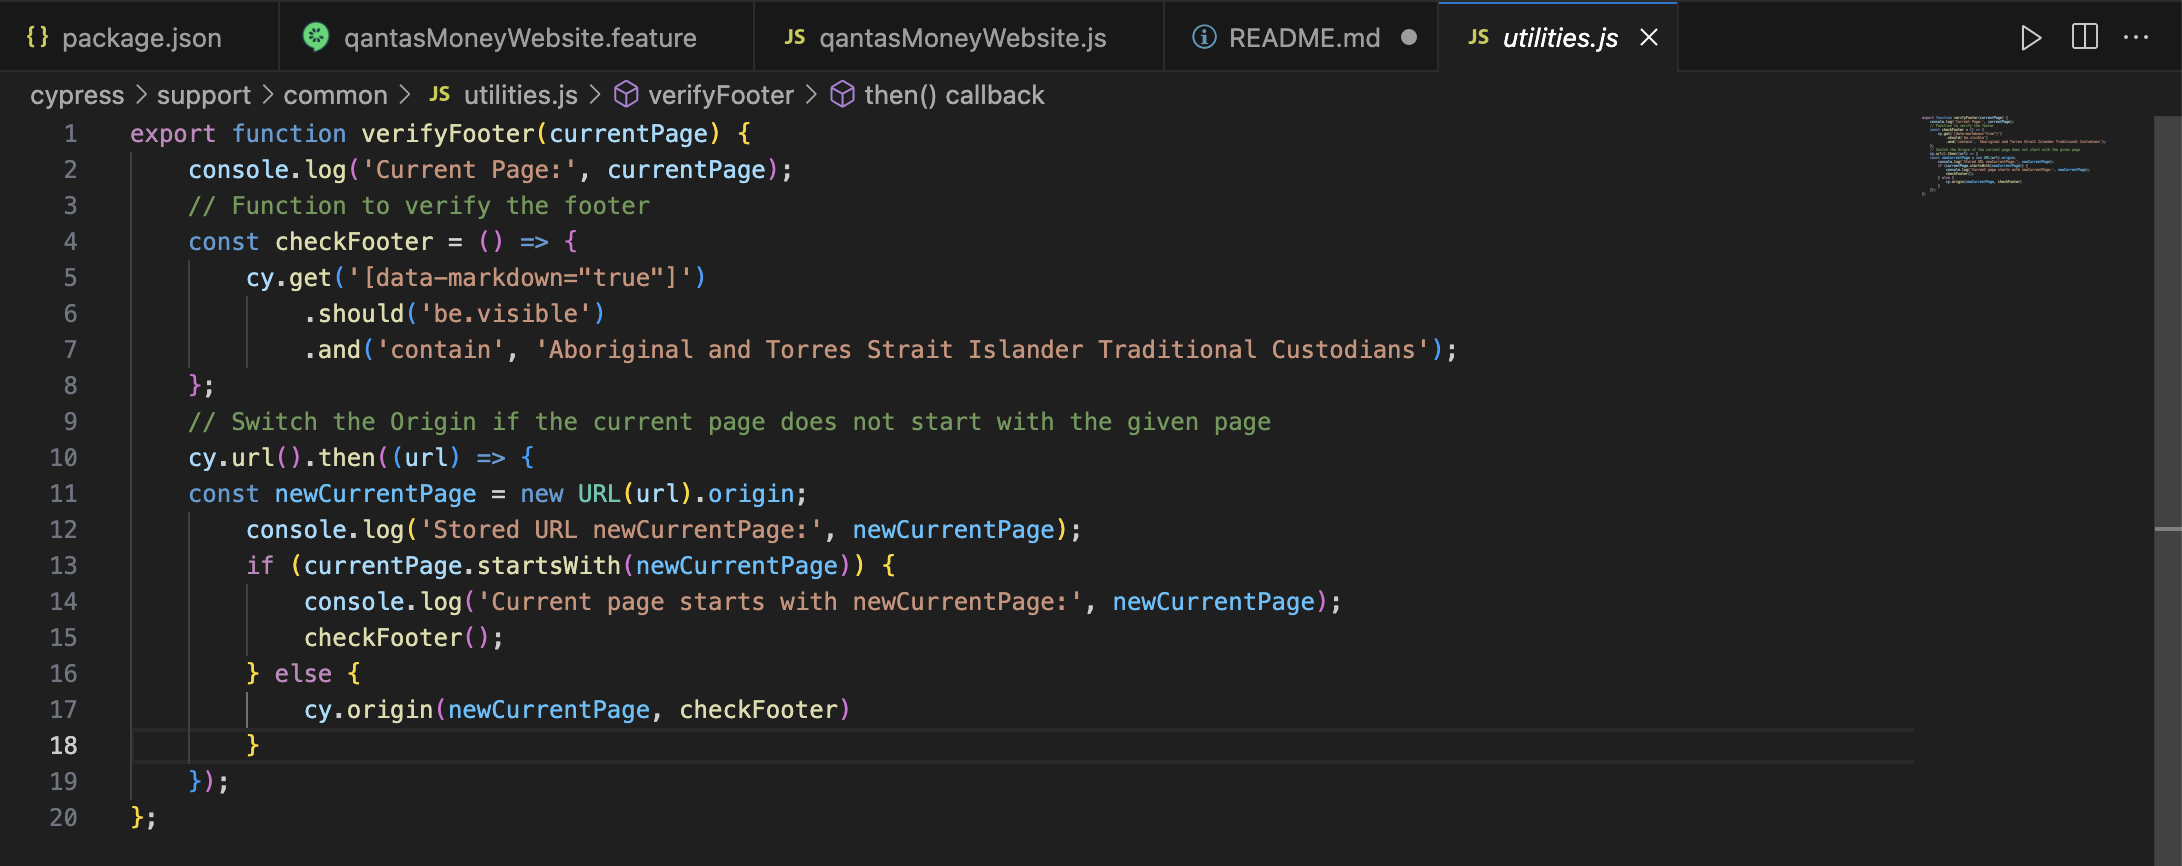 {} package.json
qantasMoneyWebsite.feature
JS qantasMoneyWebsite.js
README.md
JS utilities.js
cypress > support > common > JS utilities.js > verifyFooter > then() callback
1 export function verifyFooter(currentPage) {
2 console.log('Current Page:', currentPage);
3 // Function to verify the footer
4 const checkFooter = () => {
5 cy.get('[data-markdown="true"]')
6 .should('be.visible')
7 .and('contain', 'Aboriginal and Torres Strait Islander Traditional Custodians');
8 };
9 // Switch the Origin if the current page does not start with the given page
10 cy.url().then((url) => {
11 const newCurrentPage = new URL(url).origin;
12 console.log('Stored URL newCurrentPage:', newCurrentPage);
13 if (currentPage.startsWith(newCurrentPage)) {
14 console.log('Current page starts with newCurrentPage:', newCurrentPage);
15 checkFooter();
16 } else {
17 cy.origin(newCurrentPage, checkFooter)
18 }
19 });
20 };